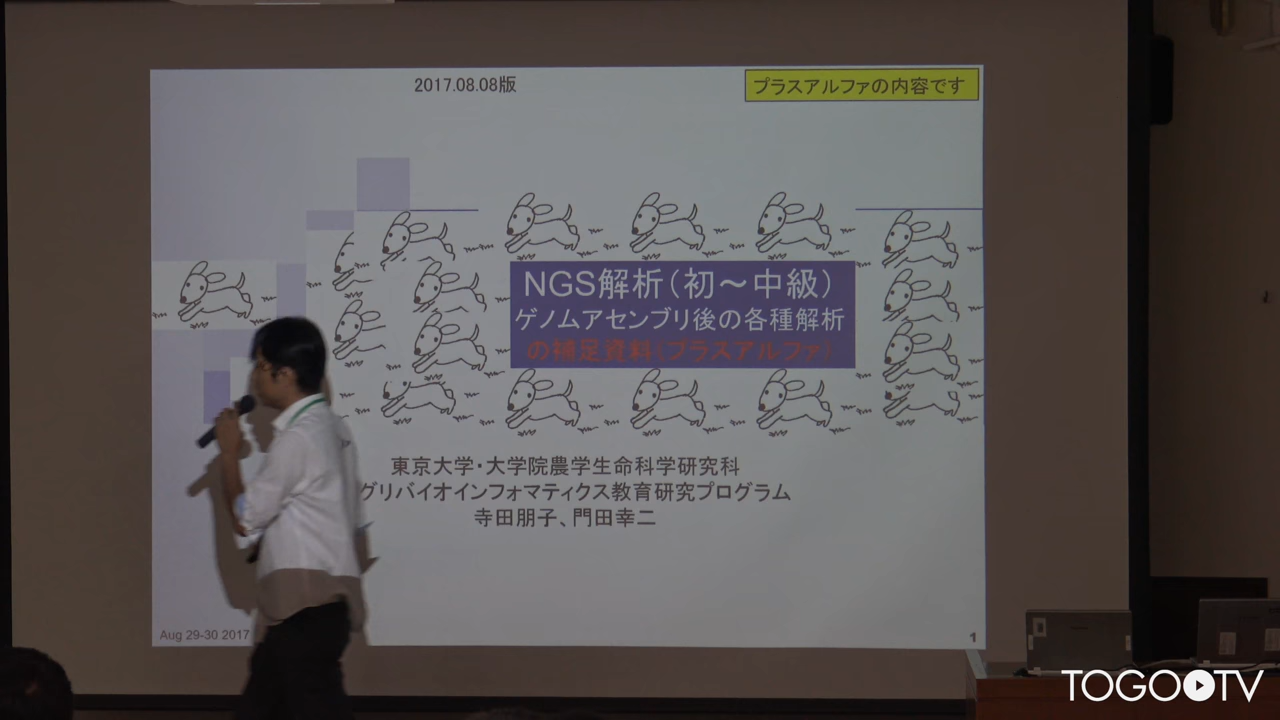 2017.08.08版
プラスアルファの内容です
NGS解析(初～中級)
ゲノムアセンブリ後の各種解析
の補足資料(プラスアルファ)
東京大学・大学院農学生命科学研究科
グリバイオインフォマティクス教育研究プログラム
寺田朋子、門田幸二
Aug 29-30 2017
1
TOGOTV